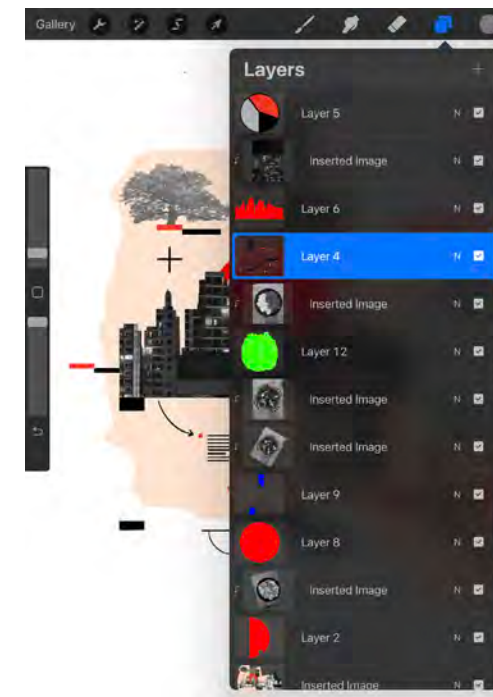 Gallery
Layers
Layer 5 N
Inserted Image N
Layer 6 N
Layer 4 N
Inserted Image N
Layer 12 N
Inserted Image N
Inserted Image N
Layer 9 N
Layer 8 N
Inserted Image N
Layer 2 N
Inserted Image N